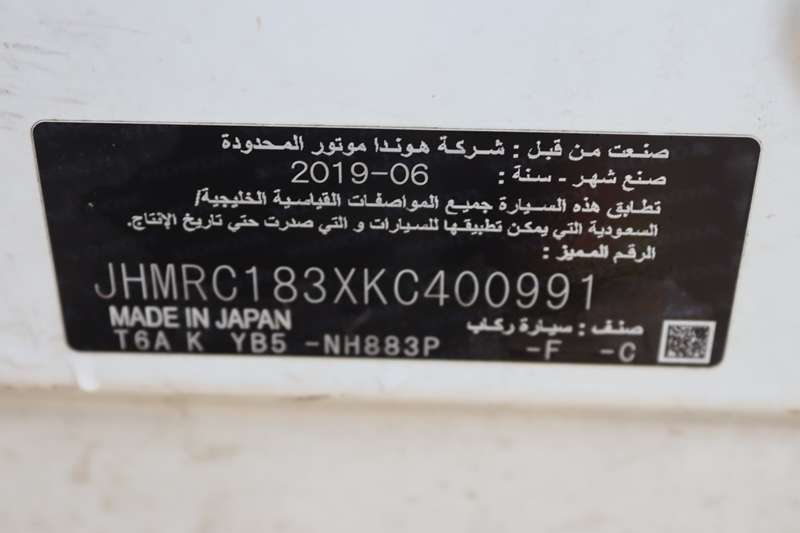 صنعت من قبل : شركة هوندا موتور المحدودة
صنع شهر - سنة : 2019-06
تطابق هذه السيارة جميع المواصفات القياسية الخليجية/
السعودية التي يمكن تطبيقها للسيارات و التي صدرت حتي تاريخ الإنتاج.
الرقم المميز :
JHMRC183XKC400991
MADE IN JAPAN صنف : سيارة ركاب
T6A K YB5 -NH883P -F -C